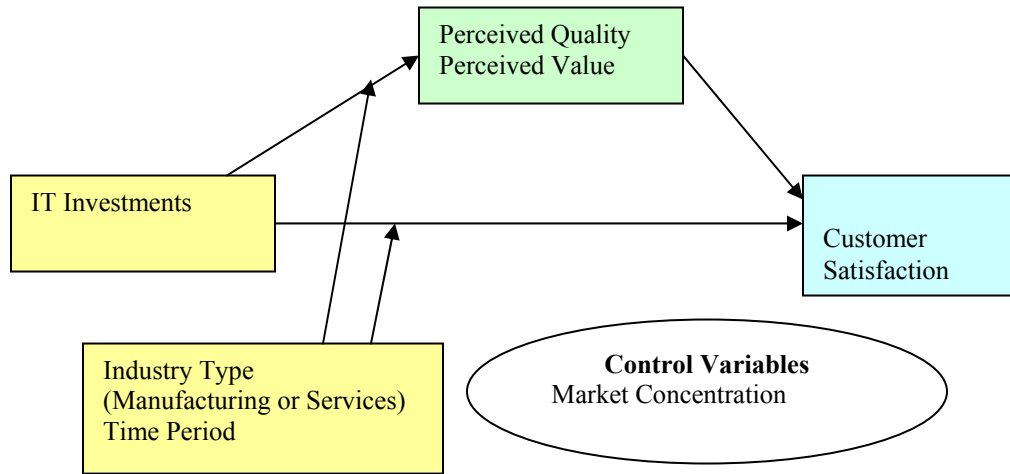 Perceived Quality
Perceived Value
IT Investments
Customer
Satisfaction
Industry Type
(Manufacturing or Services)
Time Period
Control Variables
Market Concentration